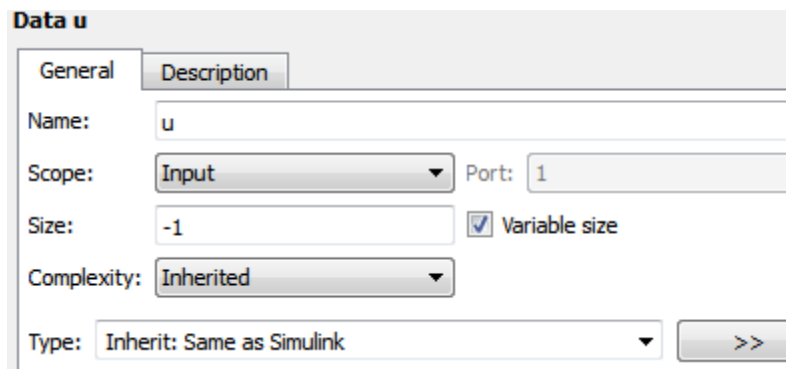 Data u
General Description
Name: u
Scope: Input Port: 1
Size: -1 Variable size
Complexity: Inherited
Type: Inherit: Same as Simulink >>